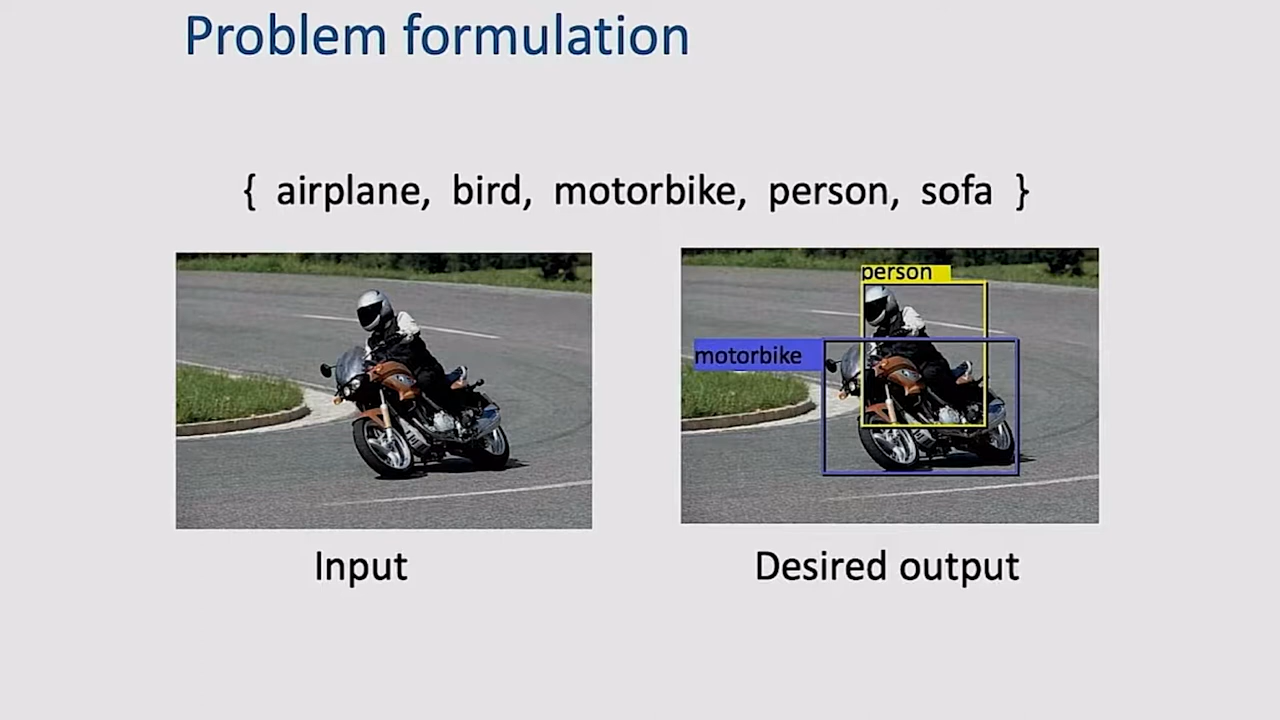 Problem formulation
{ airplane, bird, motorbike, person, sofa }
person
motorbike
Input
Desired output